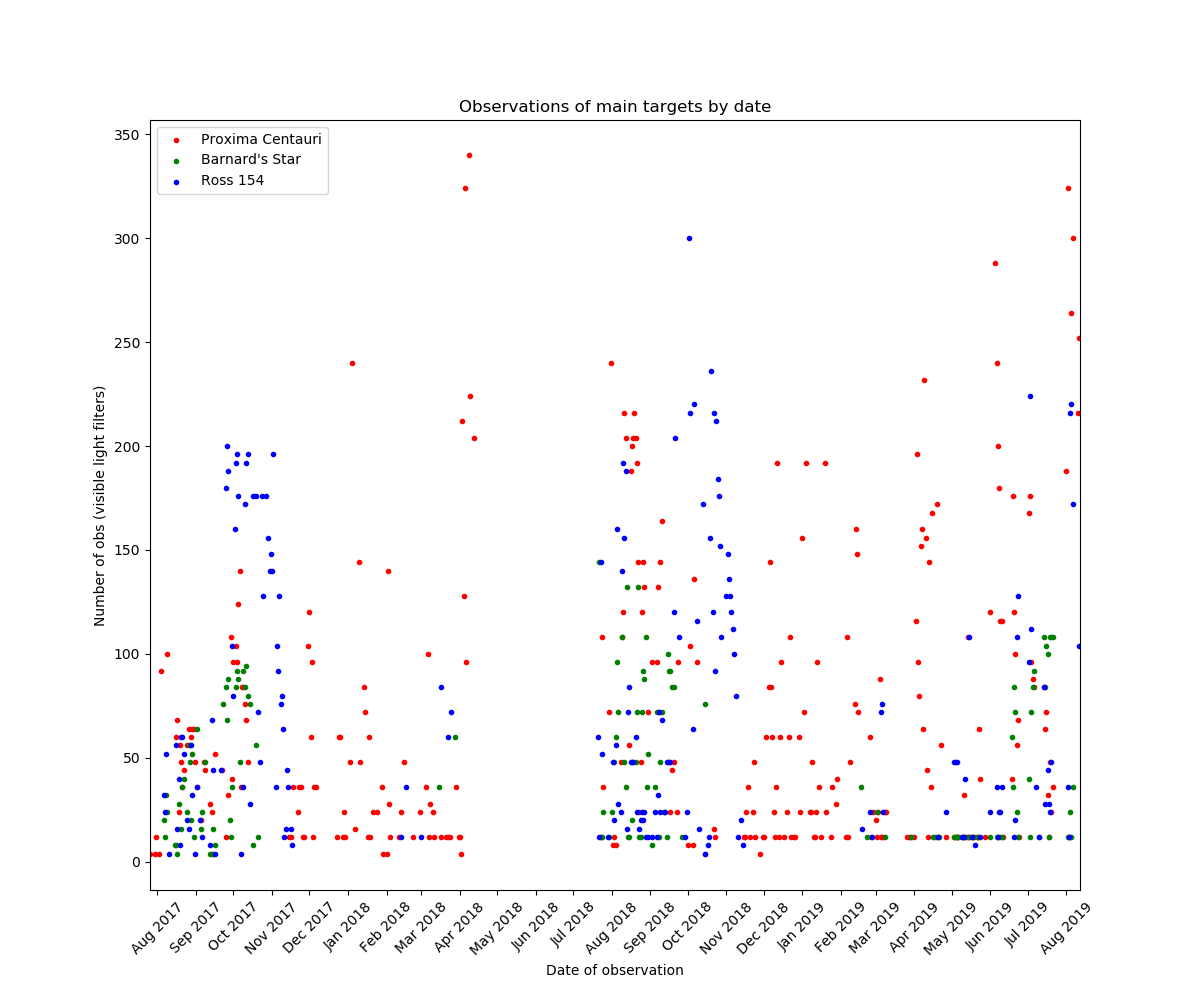 Observations of main targets by date
Proxima Centauri
Barnard's Star
Ross 154
350
300
250
200
150
100
50
0
Number of obs (visible light filters)
Aug 2017
Sep 2017
Oct 2017
Nov 2017
Dec 2017
Jan 2018
Feb 2018
Mar 2018
Apr 2018
May 2018
Jun 2018
Jul 2018
Aug 2018
Sep 2018
Oct 2018
Nov 2018
Dec 2018
Jan 2019
Feb 2019
Mar 2019
Apr 2019
May 2019
Jun 2019
Jul 2019
Aug 2019
Date of observation